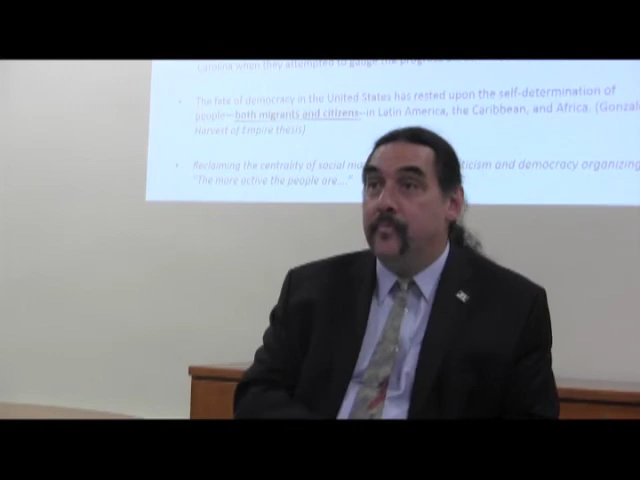 Carolina when they attempted to gauge the progress
• The fate of democracy in the United States has rested upon the self-determination of
people—both migrants and citizens--in Latin America, the Caribbean, and Africa. (Gonzale
Harvest of Empire thesis)
• Reclaiming the centrality of social mo ticism and democracy organizing
"The more active the people are...."